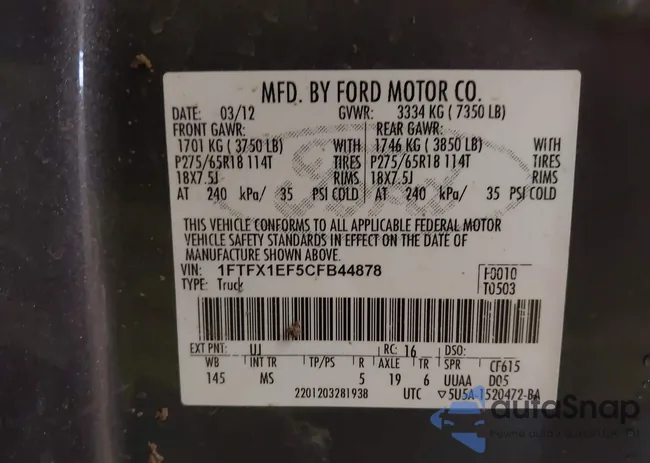 MFD. BY FORD MOTOR CO.
DATE: 03/12 GVWR: 3334 KG ( 7350 LB)
FRONT GAWR: REAR GAWR:
1701 KG ( 3750 LB) WITH 1746 KG ( 3850 LB) WITH
P275/65R18 114T TIRES P275/65R18 114T TIRES
18X7.5J RIMS 18X7.5J RIMS
AT 240 kPa/ 35 PSI COLD AT 240 kPa/ 35 PSI COLD
THIS VEHICLE CONFORMS TO ALL APPLICABLE FEDERAL MOTOR
VEHICLE SAFETY STANDARDS IN EFFECT ON THE DATE OF
MANUFACTURE SHOWN ABOVE.
VIN: 1FTFX1EF5CFB44878 F0010
TYPE: Truck T0503
EXT PNT: UJ RC: 16 DSO:
WB INT TR TP/PS R AXLE TR SPR CF615
145 MS 5 19 6 UUAA D05
2201203281938 UTC ▽5U5A-1520472-BA
autaSnap